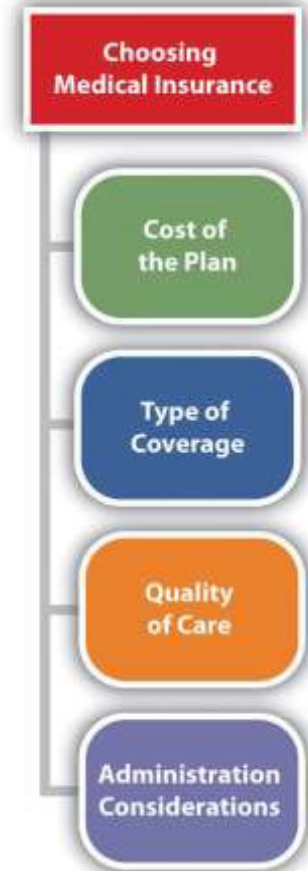 Choosing
Medical Insurance
Cost of
the Plan
Type of
Coverage
Quality
of Care
Administration
Considerations